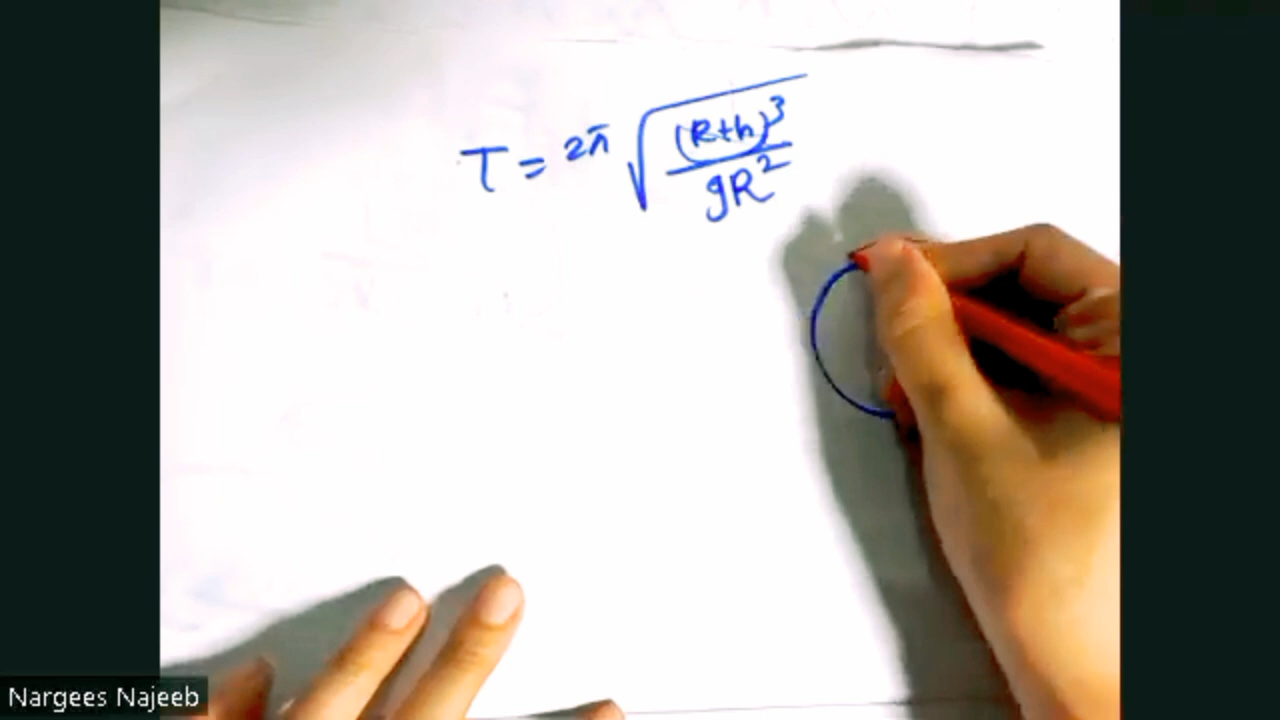 T = 2π √((R+h)³ / gR²)
Nargees Najeeb